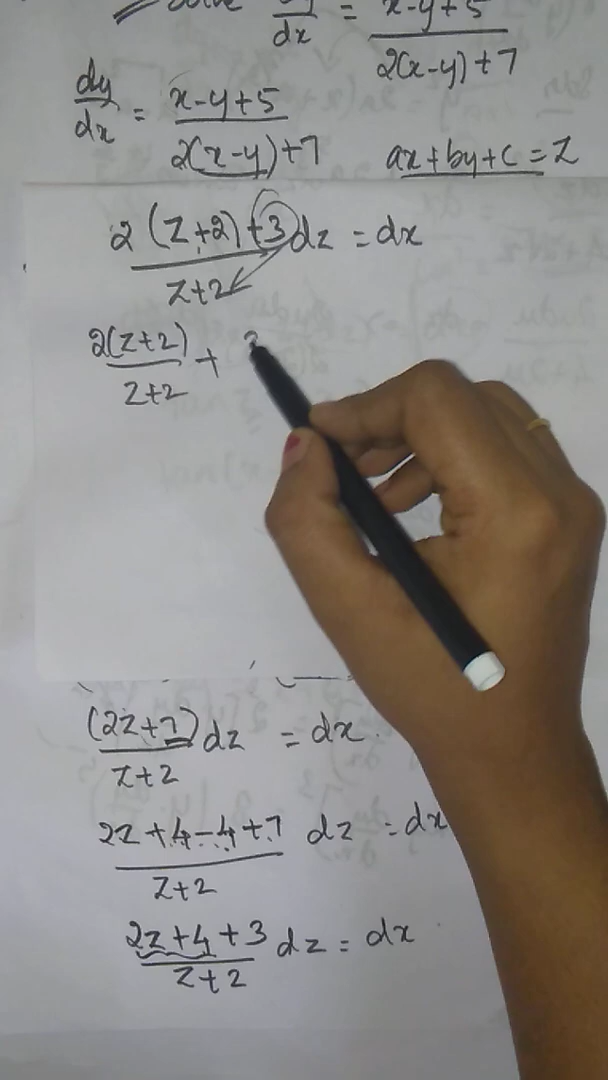 Solve dy/dx = x-y+5/2(x-y)+7
dy/dx = x-y+5/2(x-y)+7 ax+by+c=Z
2(z+2)+3/z+2 dz = dx
2(z+2)/z+2 +
(2z+7)/z+2 dz = dx
2z+4-4+7/z+2 dz = dx
2z+4+3/z+2 dz = dx